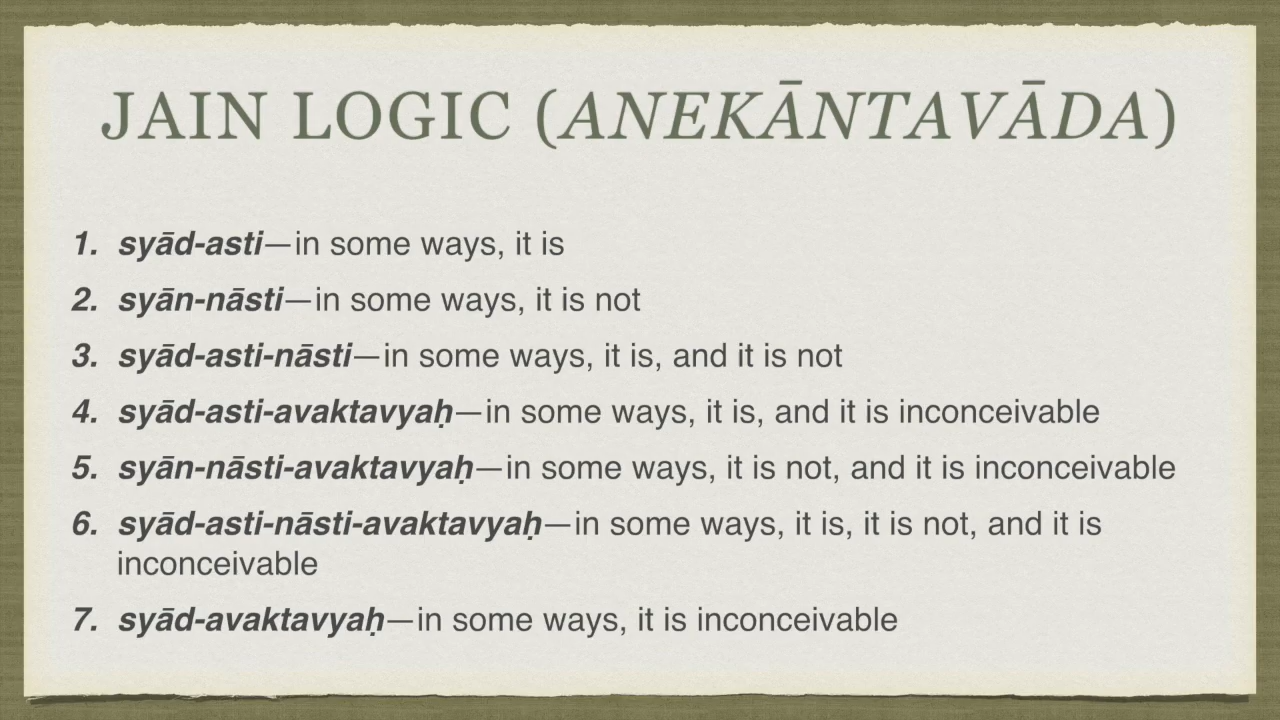 JAIN LOGIC (ANEKĀNTAVĀDA)
1. syād-asti—in some ways, it is
2. syān-nāsti—in some ways, it is not
3. syād-asti-nāsti—in some ways, it is, and it is not
4. syād-asti-avaktavyaḥ—in some ways, it is, and it is inconceivable
5. syān-nāsti-avaktavyaḥ—in some ways, it is not, and it is inconceivable
6. syād-asti-nāsti-avaktavyaḥ—in some ways, it is, it is not, and it is
inconceivable
7. syād-avaktavyaḥ—in some ways, it is inconceivable